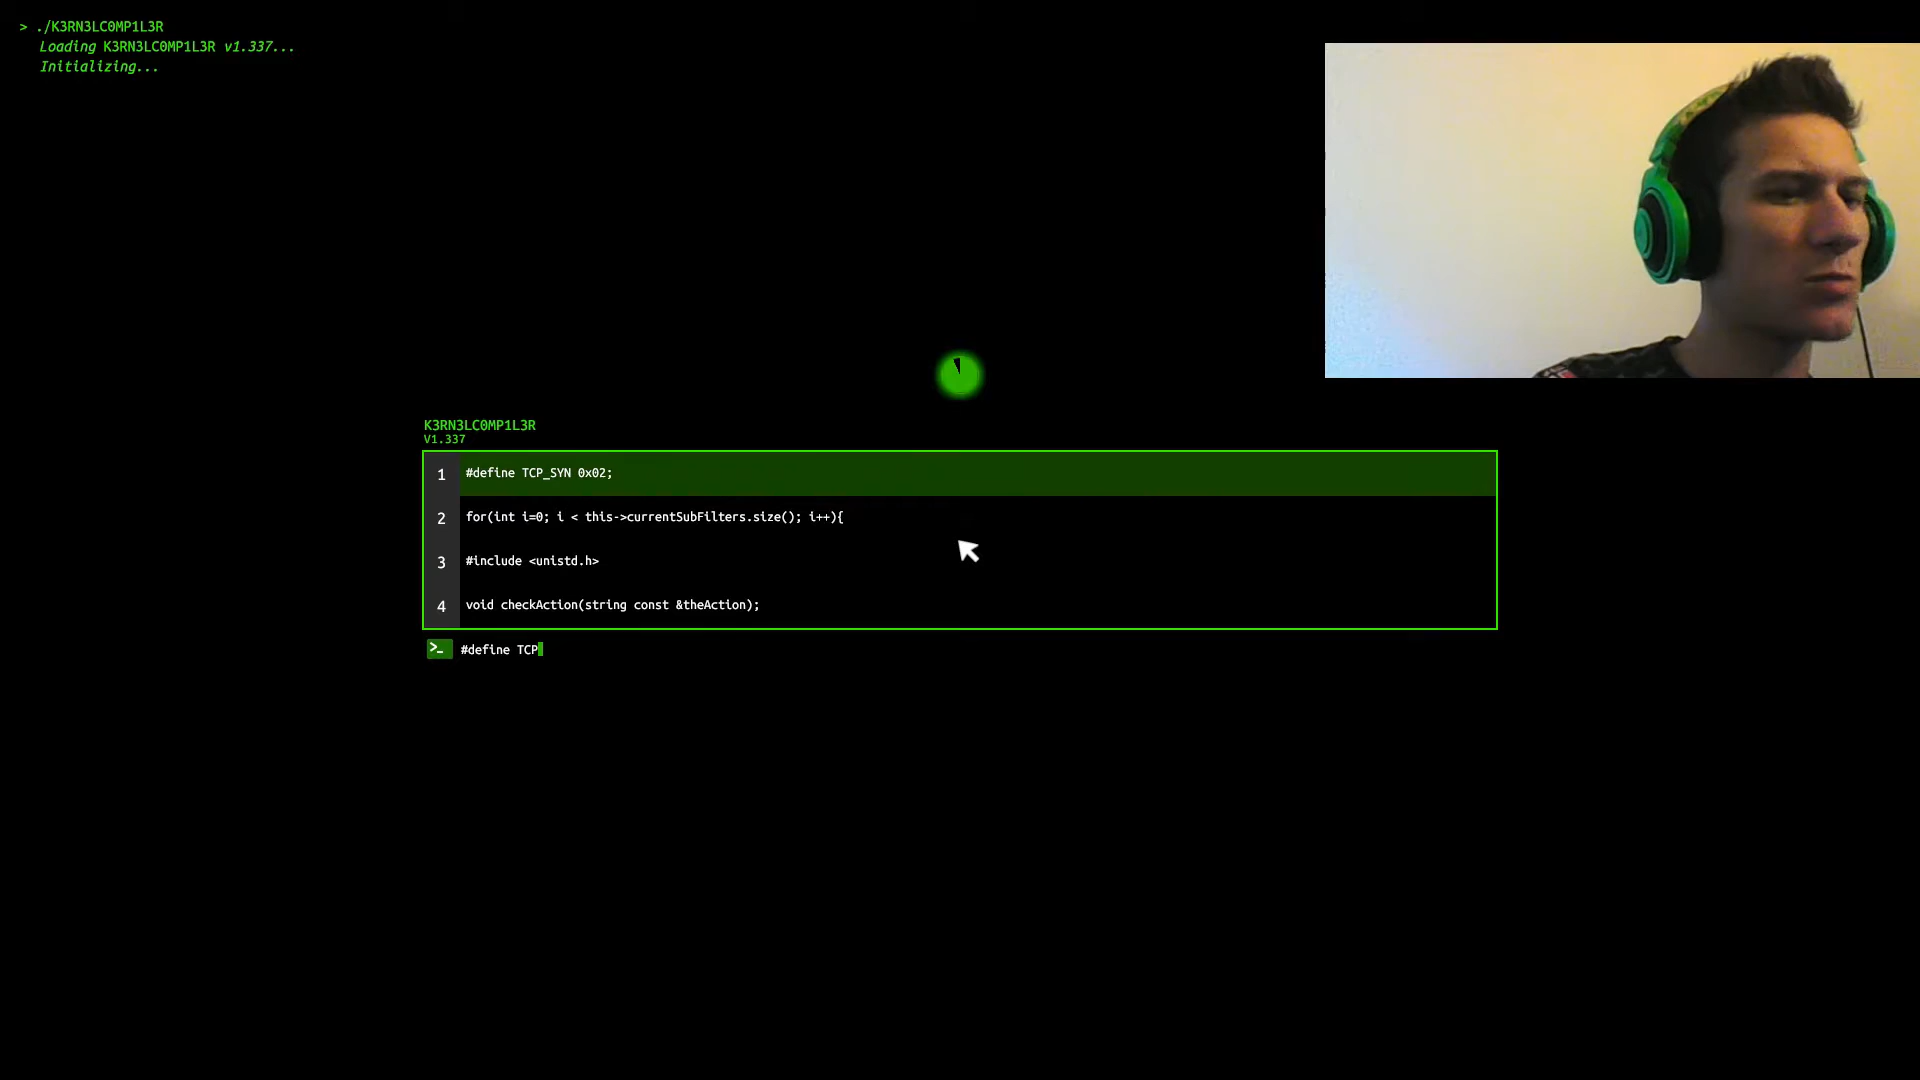 > ./K3RN3LC0MP1L3R
Loading K3RN3LC0MP1L3R v1.337...
Initializing...
K3RN3LC0MP1L3R
V1.337
1 #define TCP_SYN 0x02;
2 for(int i=0; i < this->currentSubFilters.size(); i++){
3 #include <unistd.h>
4 void checkAction(string const &theAction);
>_ #define TCP